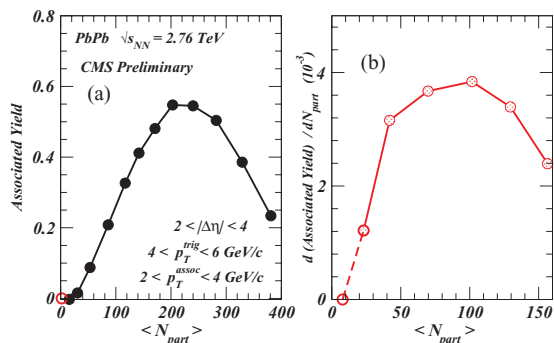 PbPb √s_NN = 2.76 TeV
CMS Preliminary
(a)
2 < |Δη| < 4
4 < p_T^trig < 6 GeV/c
2 < p_T^assoc < 4 GeV/c
Associated Yield
0.8
0.6
0.4
0.2
0
0 100 200 300 400
< N_part >
(b)
d (Associated Yield) / dN_part (10^-3)
4
2
0
0 50 100 150
< N_part >